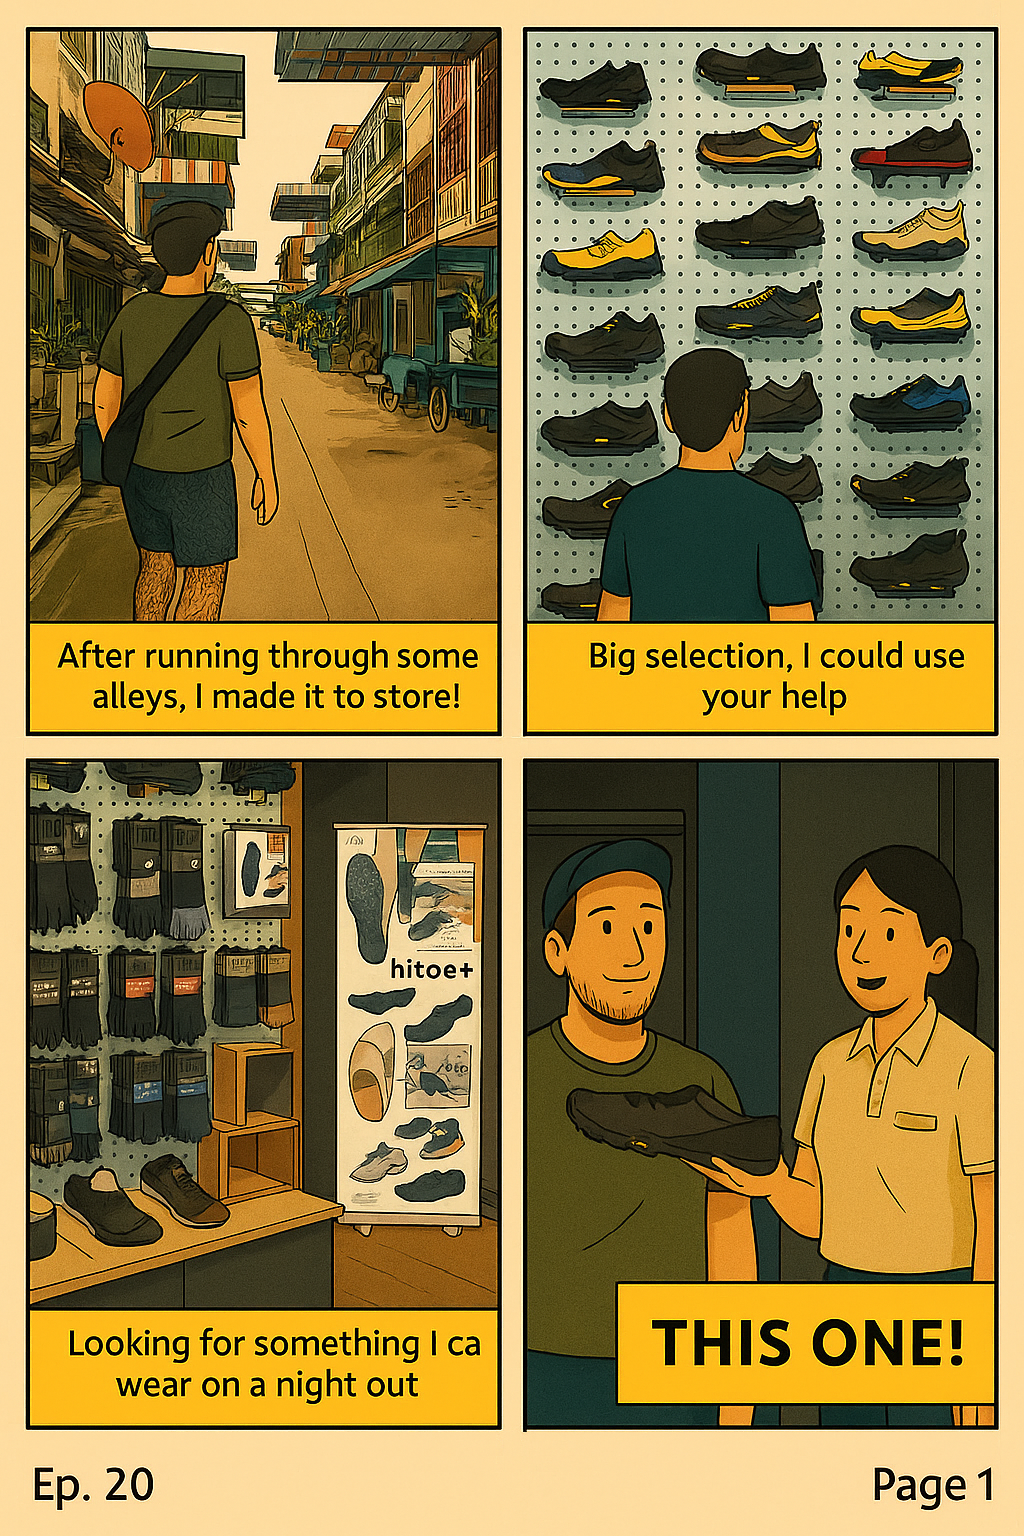 After running through some
alleys, I made it to store!
Big selection, I could use
your help
hitoe+
Looking for something I ca
wear on a night out
THIS ONE!
Ep. 20
Page 1